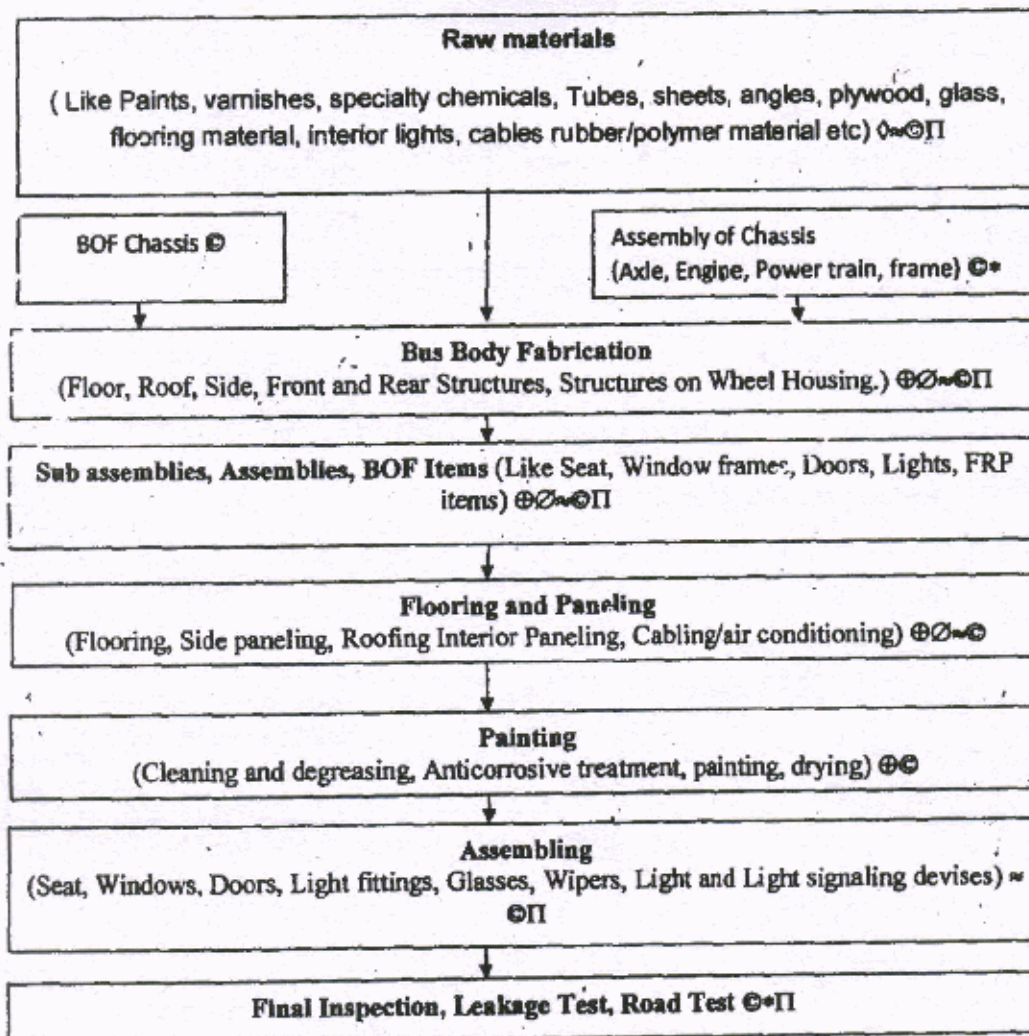 Raw materials
( Like Paints, varnishes, specialty chemicals, Tubes, sheets, angles, plywood, glass,
flooring material, interior lights, cables rubber/polymer material etc) ◊≈©Π
BOF Chassis ©
Assembly of Chassis
(Axle, Engine, Power train, frame) ©*
Bus Body Fabrication
(Floor, Roof, Side, Front and Rear Structures, Structures on Wheel Housing.) ⊕∅≈©Π
Sub assemblies, Assemblies, BOF Items (Like Seat, Window frames, Doors, Lights, FRP
items) ⊕∅≈©Π
Flooring and Paneling
(Flooring, Side paneling, Roofing Interior Paneling, Cabling/air conditioning) ⊕∅≈©
Painting
(Cleaning and degreasing, Anticorrosive treatment, painting, drying) ⊕©
Assembling
(Seat, Windows, Doors, Light fittings, Glasses, Wipers, Light and Light signaling devises) ≈
©Π
Final Inspection, Leakage Test, Road Test ©*Π